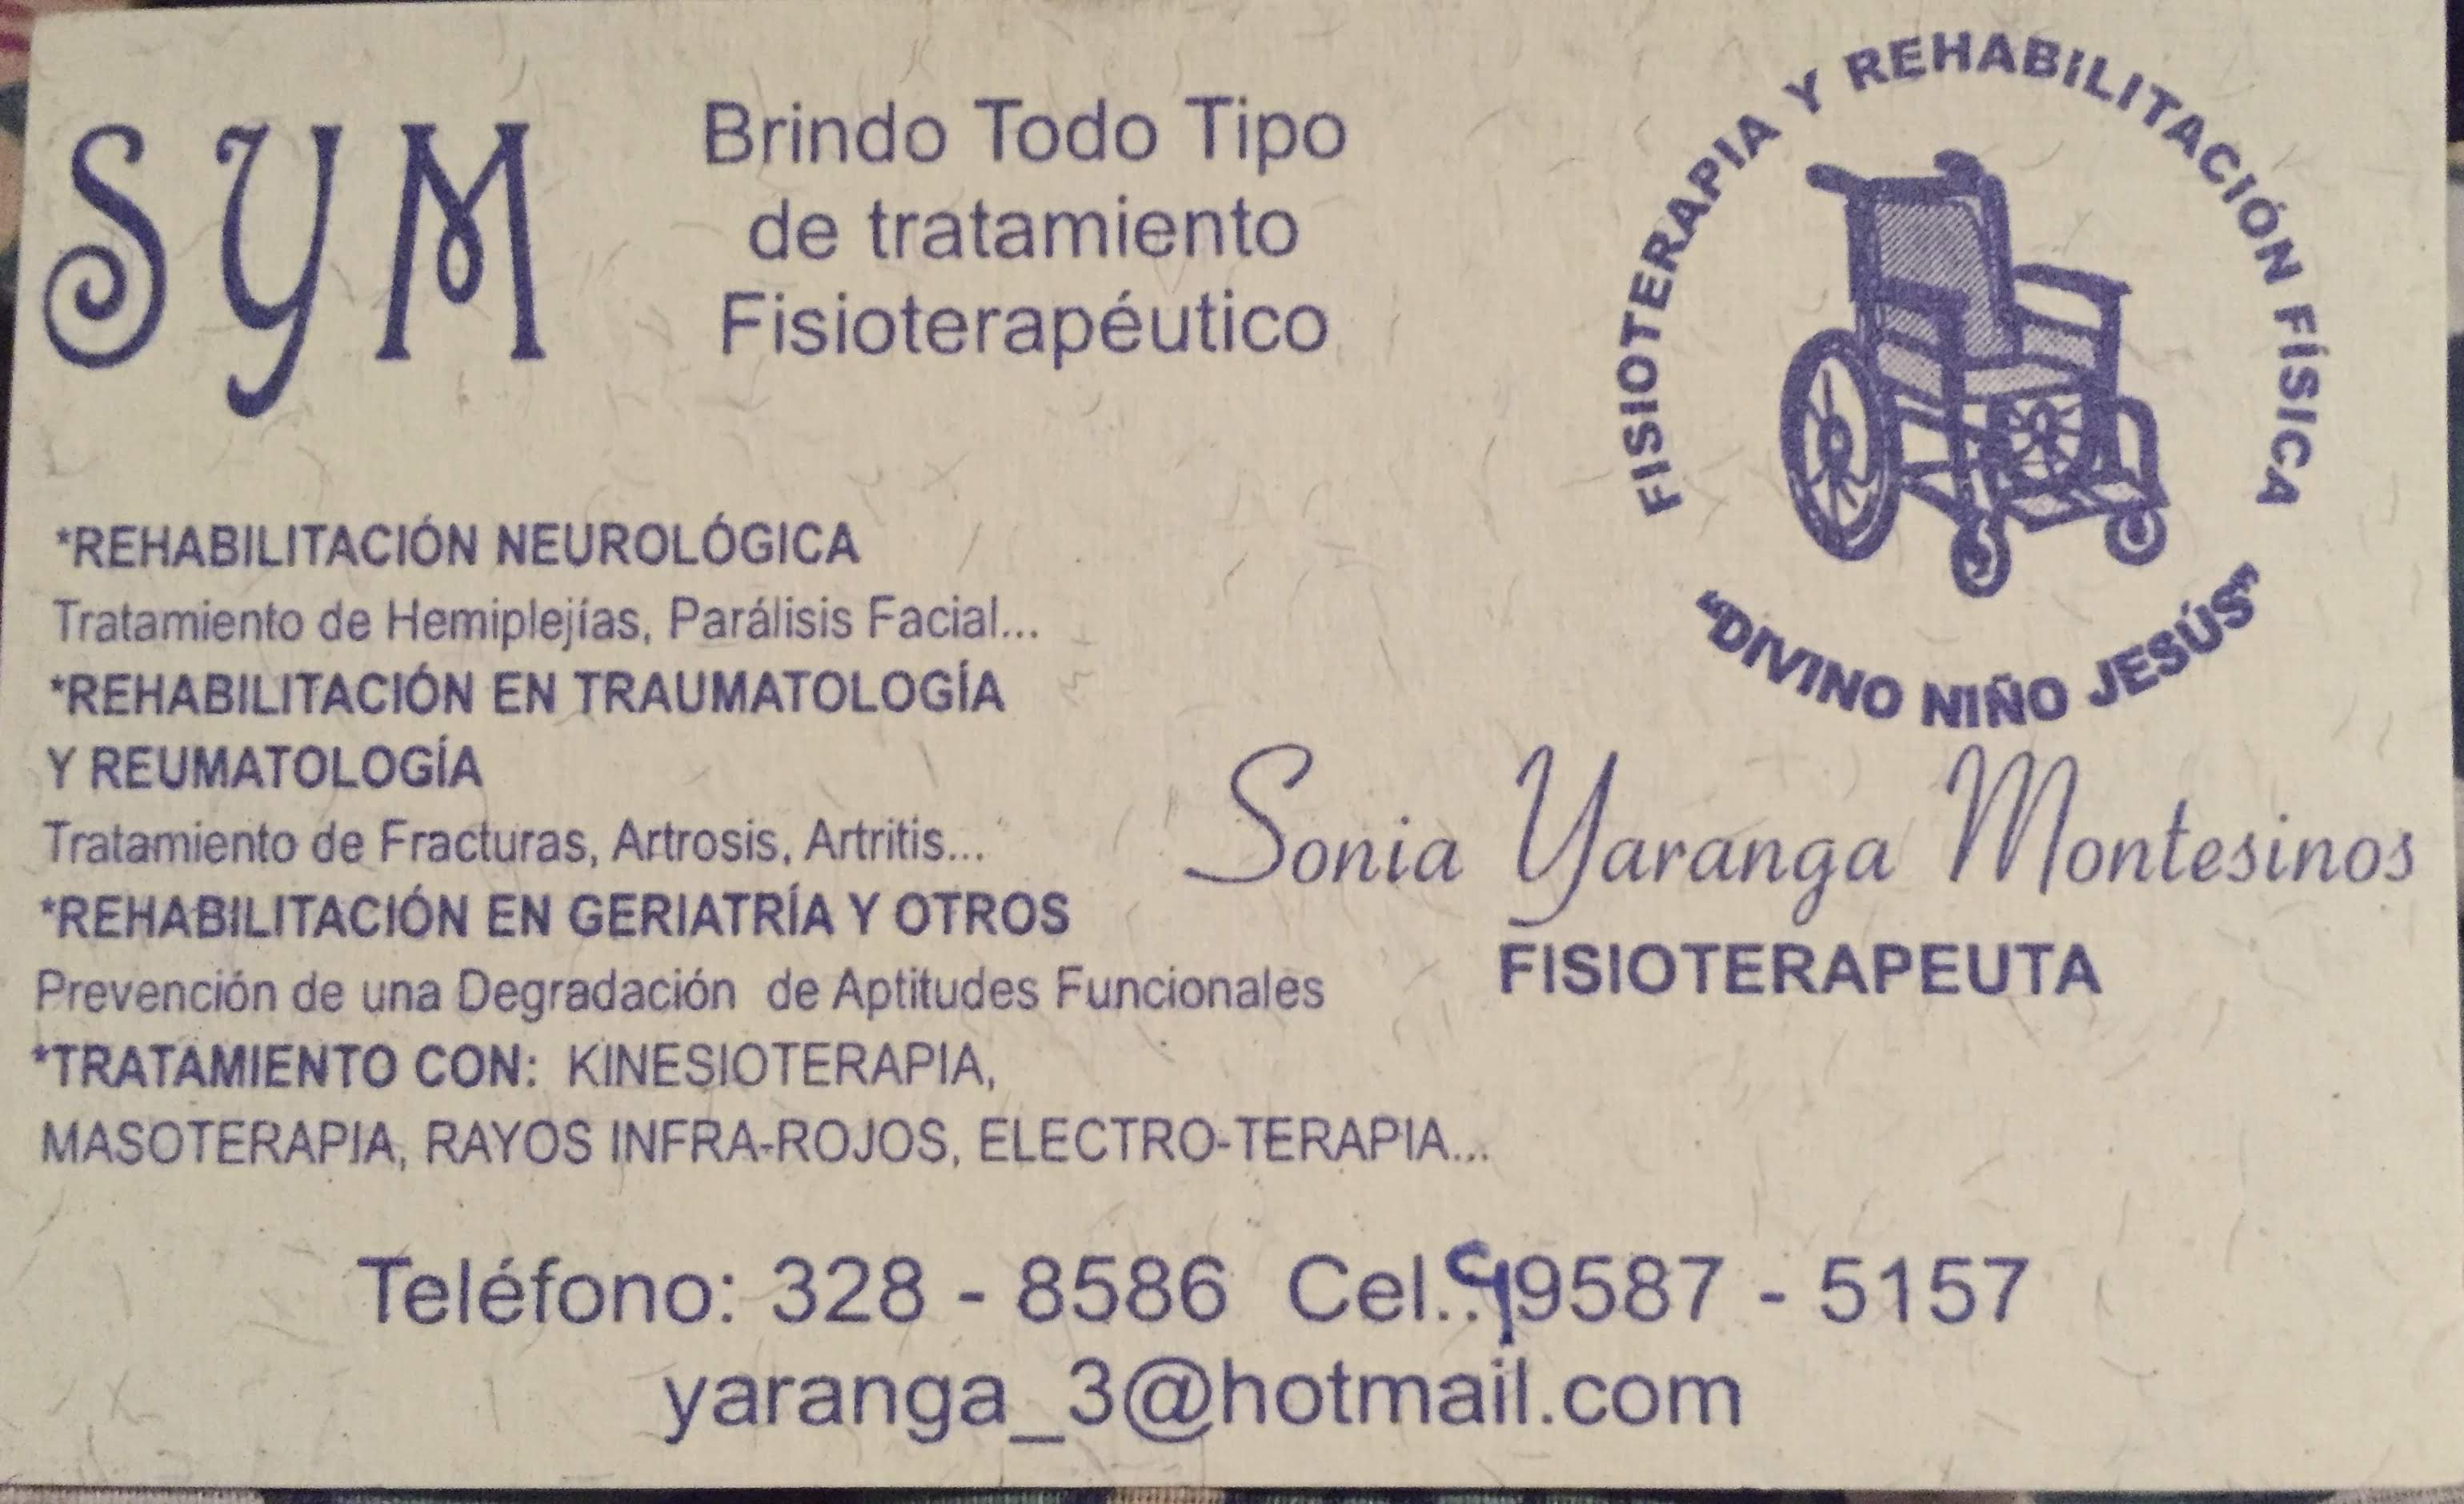 SYM
Brindo Todo Tipo
de tratamiento
Fisioterapéutico
FISIOTERAPIA Y REHABILITACIÓN FÍSICA
"DIVINO NIÑO JESÚS"
*REHABILITACIÓN NEUROLÓGICA
Tratamiento de Hemiplejías, Parálisis Facial...
*REHABILITACIÓN EN TRAUMATOLOGÍA
Y REUMATOLOGÍA
Tratamiento de Fracturas, Artrosis, Artritis...
*REHABILITACIÓN EN GERIATRÍA Y OTROS
Prevención de una Degradación de Aptitudes Funcionales
*TRATAMIENTO CON: KINESIOTERAPIA,
MASOTERAPIA, RAYOS INFRA-ROJOS, ELECTRO-TERAPIA...
Sonia Yaranga Montesinos
FISIOTERAPEUTA
Teléfono: 328 - 8586 Cel.:99587 - 5157
yaranga_3@hotmail.com